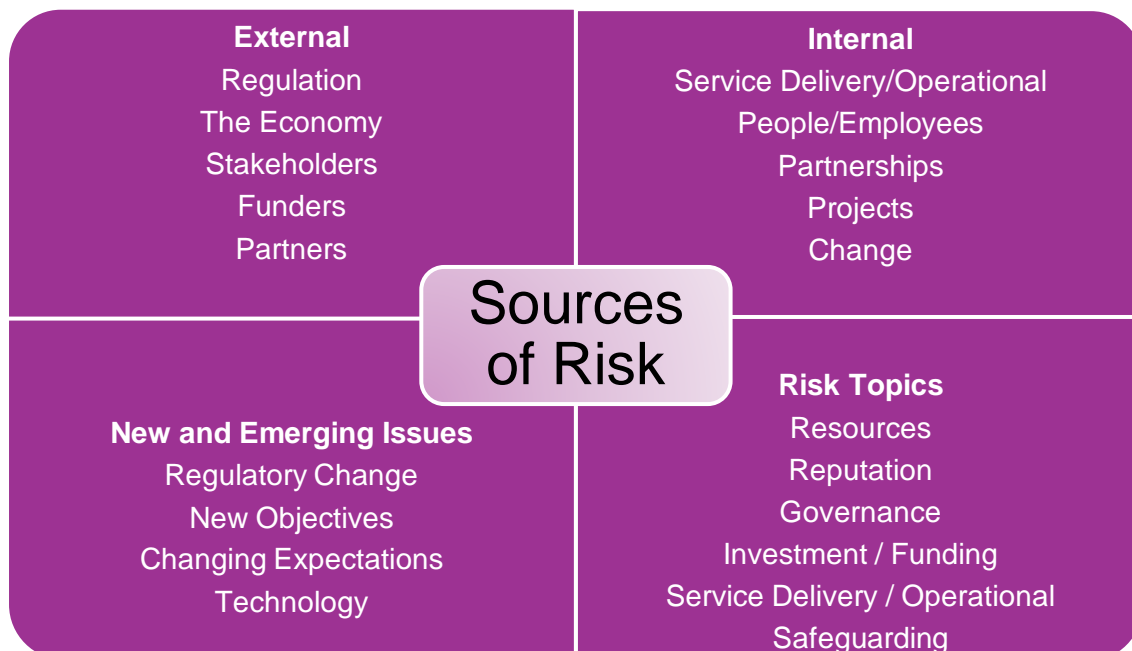 External
Regulation
The Economy
Stakeholders
Funders
Partners
Internal
Service Delivery/Operational
People/Employees
Partnerships
Projects
Change
Sources
of Risk
New and Emerging Issues
Regulatory Change
New Objectives
Changing Expectations
Technology
Risk Topics
Resources
Reputation
Governance
Investment / Funding
Service Delivery / Operational
Safeguarding